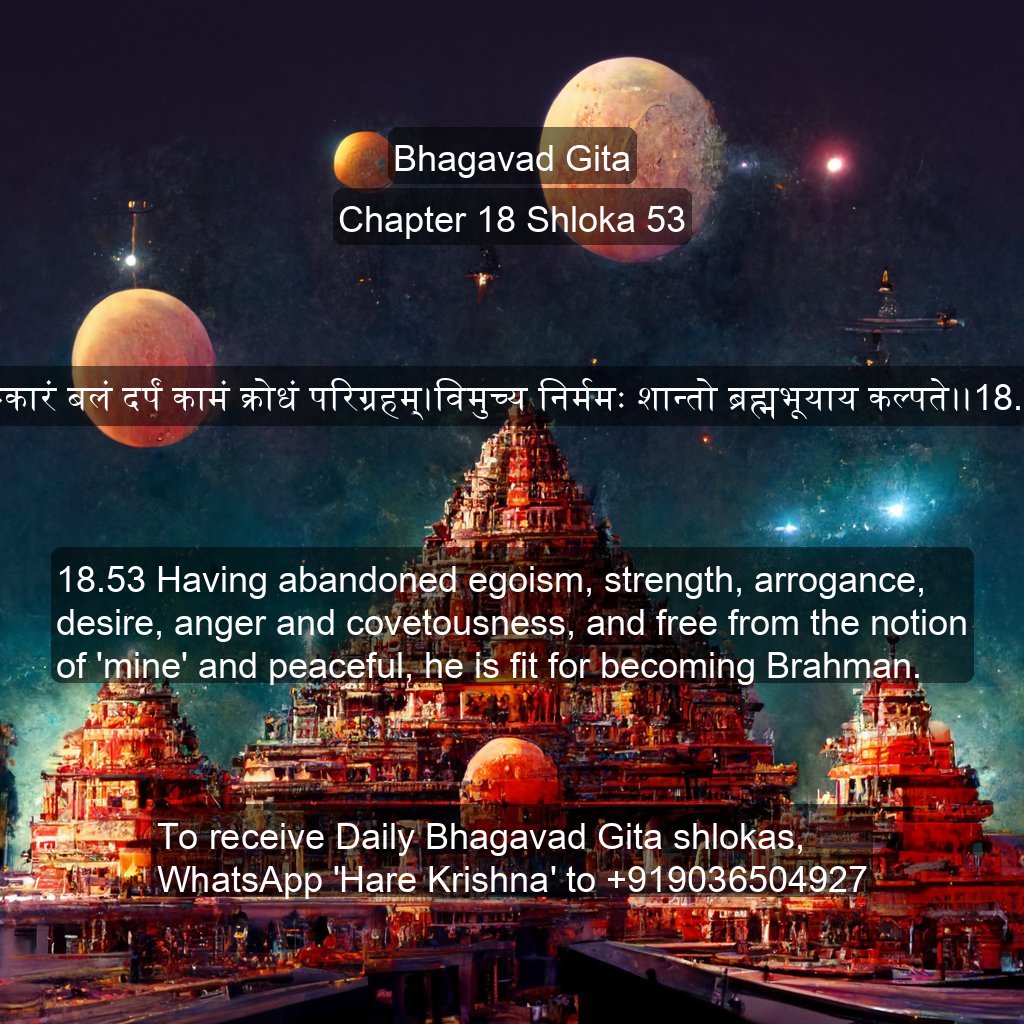 Bhagavad Gita
Chapter 18 Shloka 53
बलं दर्पं कामं क्रोधं परिग्रहम्।विमुच्य निर्ममः शान्तो ब्रह्मभूयाय कल्पते।।18.
18.53 Having abandoned egoism, strength, arrogance,
desire, anger and covetousness, and free from the notion
of 'mine' and peaceful, he is fit for becoming Brahman.
To receive Daily Bhagavad Gita shlokas,
WhatsApp 'Hare Krishna' to +919036504927